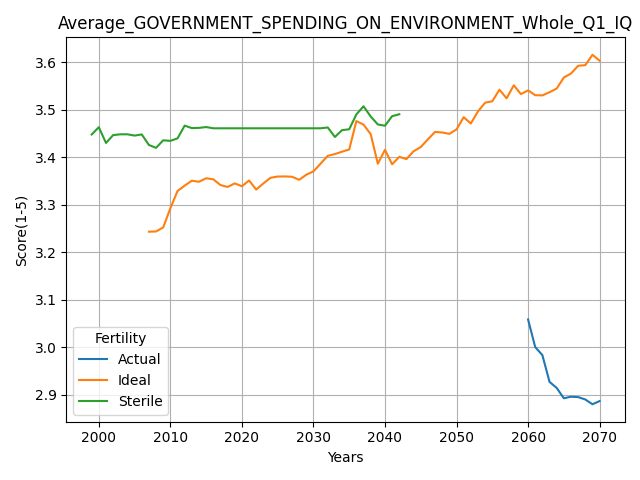 Average_GOVERNMENT_SPENDING_ON_ENVIRONMENT_Whole_Q1_IQ
3.6
3.5
3.4
3.3
3.2
3.1
3.0
2.9
Score(1-5)
Fertility
Actual
Ideal
Sterile
2000 2010 2020 2030 2040 2050 2060 2070
Years